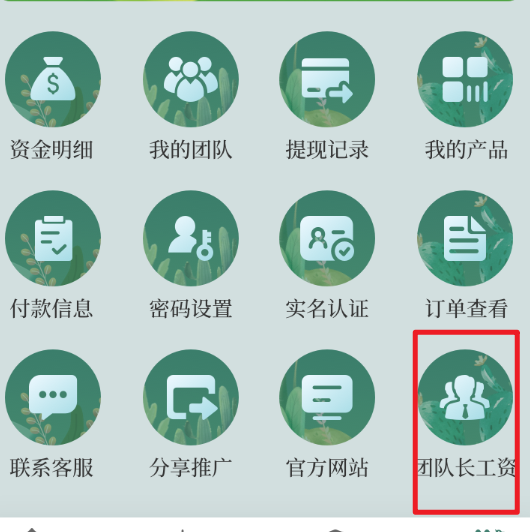 资金明细 我的团队 提现记录 我的产品
付款信息 密码设置 实名认证 订单查看
联系客服 分享推广 官方网站 团队长工资